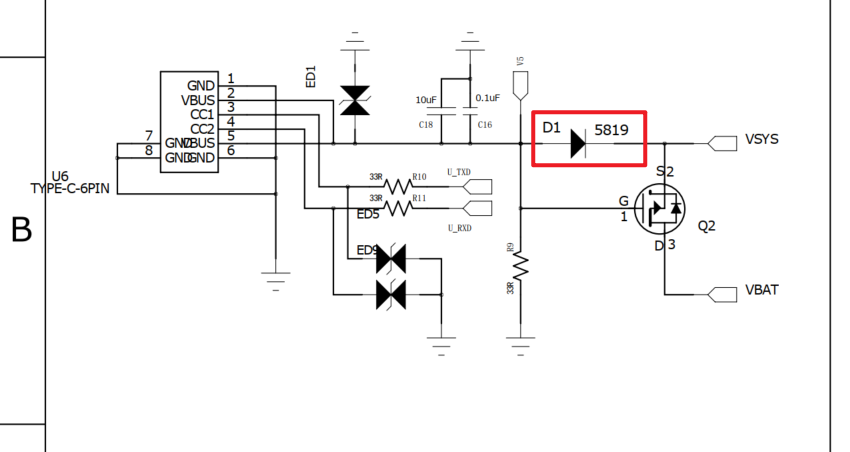 V5
ED1
GND 1
VBUS 2
CC1 3
CC2 4
7 GND VBUS 5
8 GND GND 6
U6
TYPE-C-6PIN
10uF
C18
0.1uF
C16
D1 5819
VSYS
33R R10
U_TXD
33R R11
U_RXD
ED5
ED9
S 2
G
1
Q2
D 3
R9
33R
VBAT
B